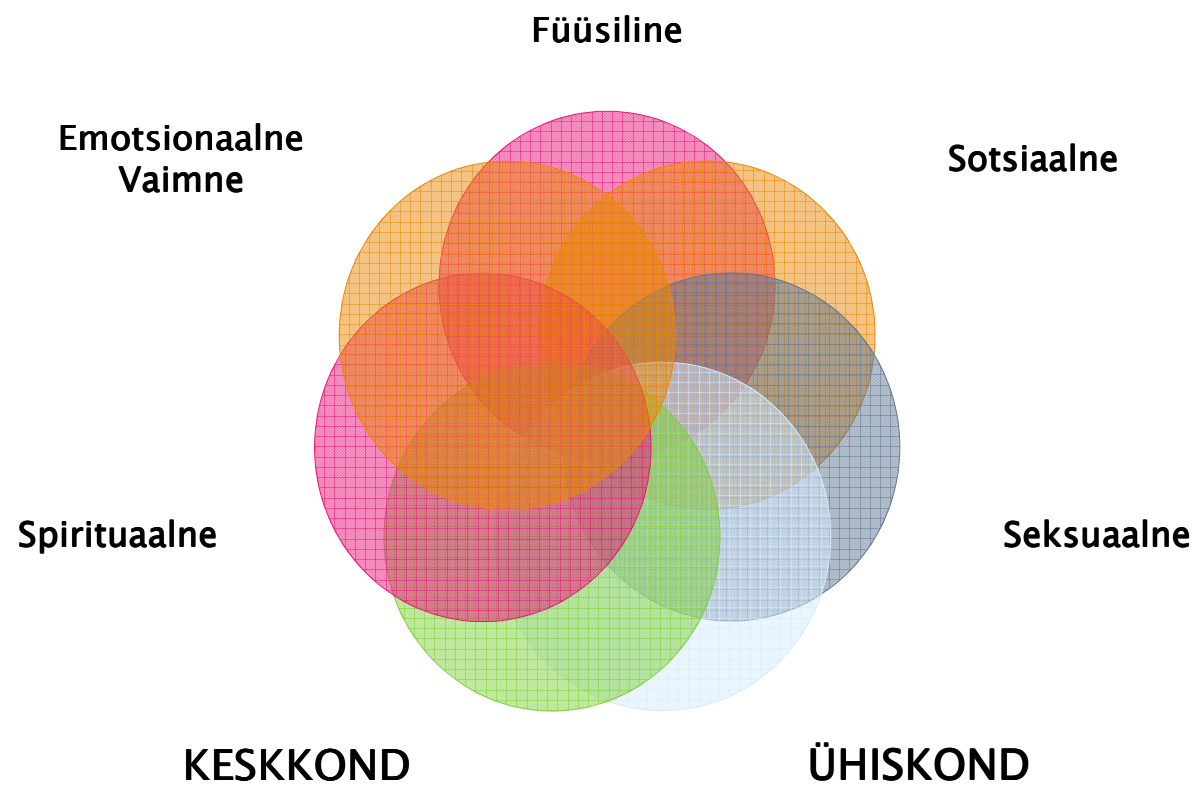 Füüsiline
Emotsionaalne
Vaimne
Sotsiaalne
Spirituaalne
Seksuaalne
KESKKOND
ÜHISKOND